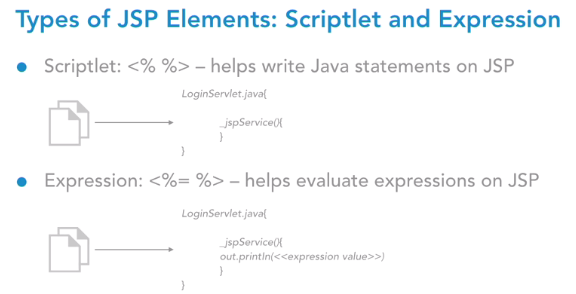 Types of JSP Elements: Scriptlet and Expression
● Scriptlet: <% %> – helps write Java statements on JSP
LoginServlet.java{
_jspService(){
}
}
● Expression: <%= %> – helps evaluate expressions on JSP
LoginServlet.java{
_jspService(){
out.println(<<expression value>>)
}
}